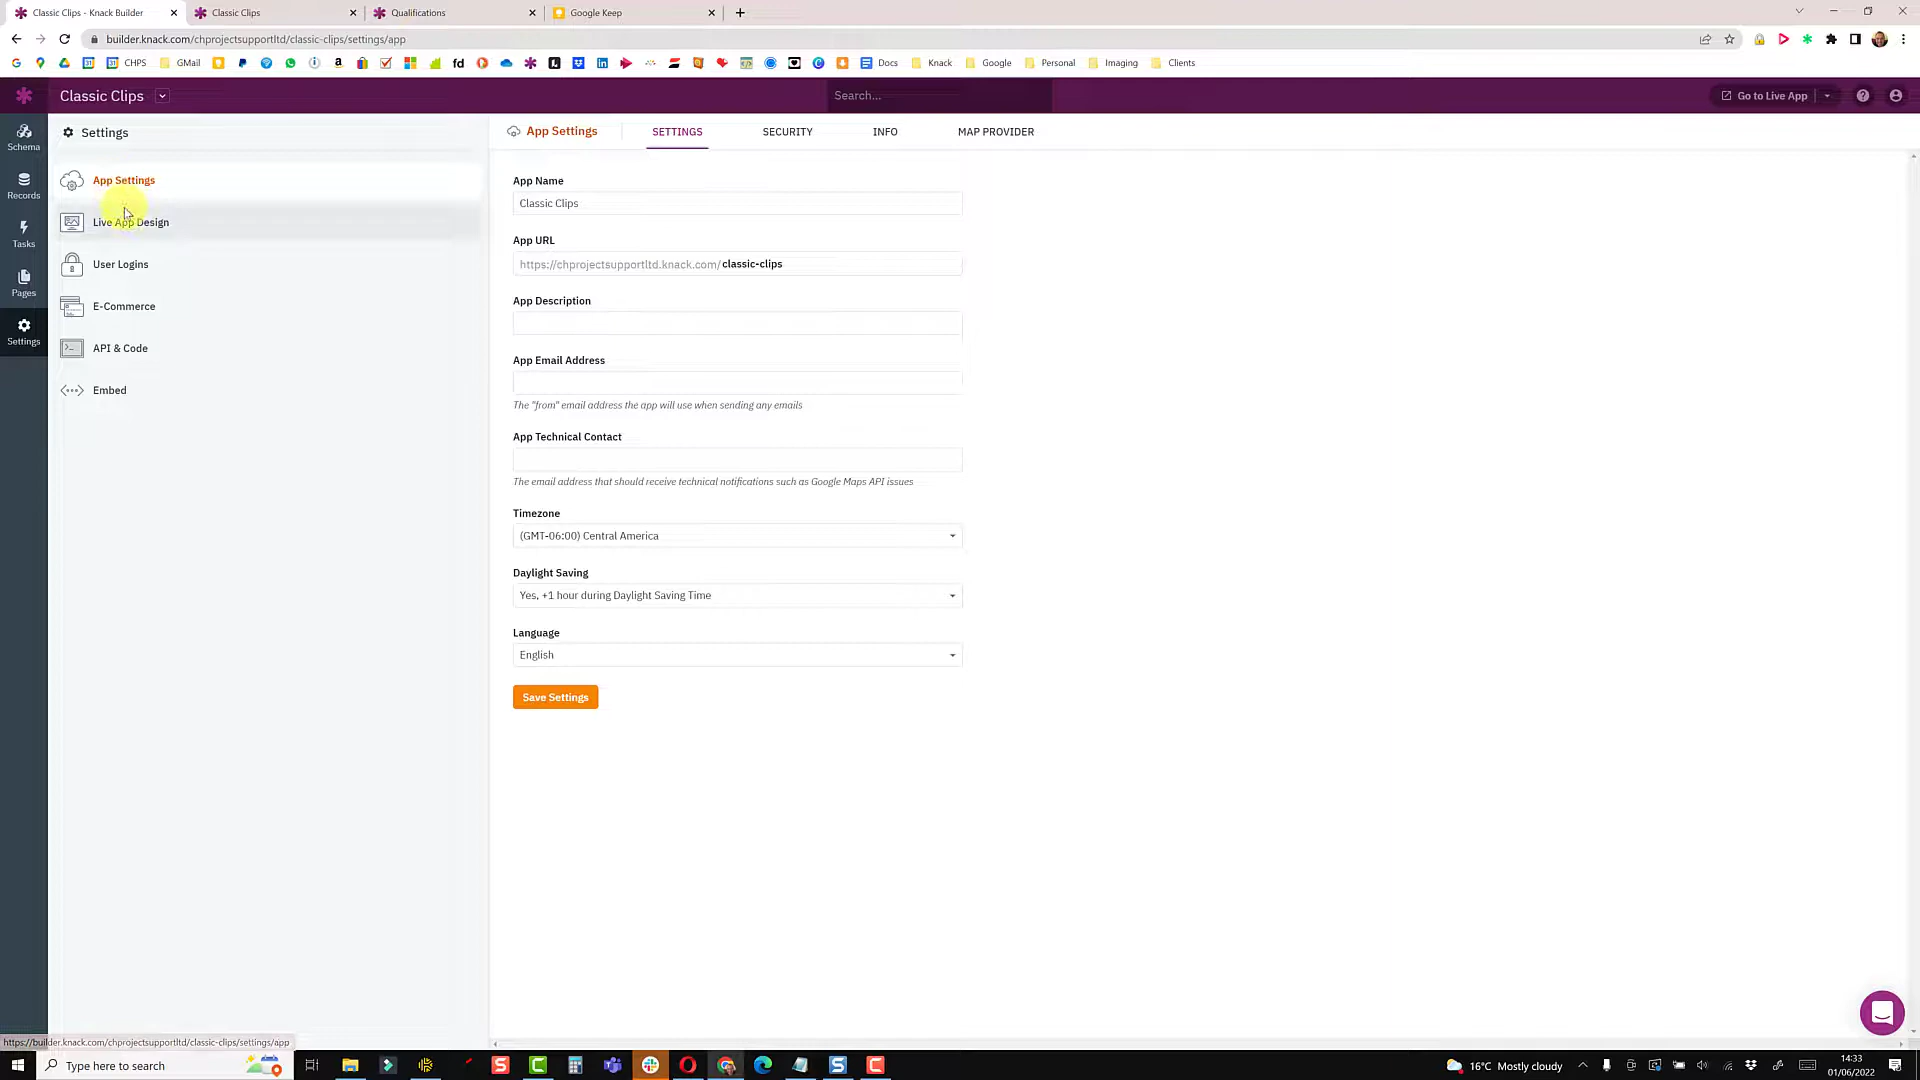 Classic Clips - Knack Builder
Classic Clips
Qualifications
Google Keep
builder.knack.com/chprojectsupportltd/classic-clips/settings/app
CHPS
GMail
fd
Docs
Knack
Google
Personal
Imaging
Clients
Classic Clips
Search...
Go to Live App
Schema
Records
Tasks
Pages
Settings
Settings
App Settings
Live App Design
User Logins
E-Commerce
API & Code
Embed
App Settings
SETTINGS
SECURITY
INFO
MAP PROVIDER
App Name
Classic Clips
App URL
https://chprojectsupportltd.knack.com/classic-clips
App Description
App Email Address
The "from" email address the app will use when sending any emails
App Technical Contact
The email address that should receive technical notifications such as Google Maps API issues
Timezone
(GMT-06:00) Central America
Daylight Saving
Yes, +1 hour during Daylight Saving Time
Language
English
Save Settings
https://builder.knack.com/chprojectsupportltd/classic-clips/settings/app
Type here to search
16°C Mostly cloudy
14:33
01/06/2022